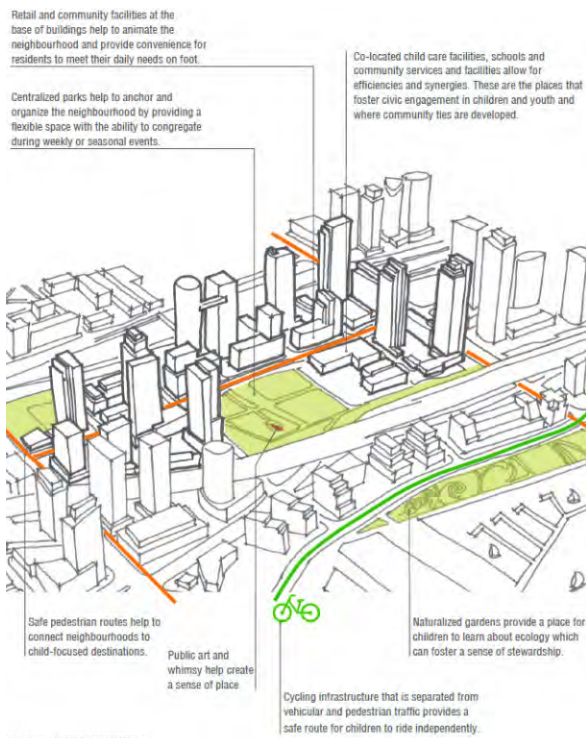 Retail and community facilities at the
base of buildings help to animate the
neighbourhood and provide convenience for
residents to meet their daily needs on foot.
Co-located child care facilities, schools and
community services and facilities allow for
efficiencies and synergies. These are the places that
foster civic engagement in children and youth and
where community ties are developed.
Centralized parks help to anchor and
organize the neighbourhood by providing a
flexible space with the ability to congregate
during weekly or seasonal events.
Safe pedestrian routes help to
connect neighbourhoods to
child-focused destinations.
Public art and
whimsy help create
a sense of place
Naturalized gardens provide a place for
children to learn about ecology which
can foster a sense of stewardship.
Cycling infrastructure that is separated from
vehicular and pedestrian traffic provides a
safe route for children to ride independently.